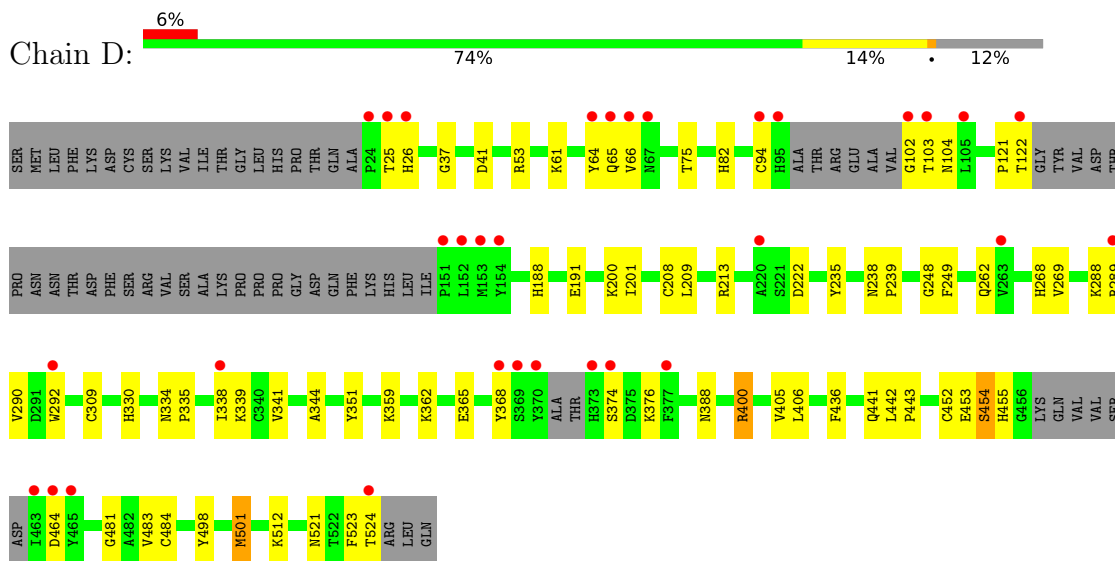 6%
Chain D:
74% 14% • 12%
SER MET LEU PHE LYS ASP CYS SER LYS VAL ILE THR GLY LEU HIS PRO THR GLN ALA P24 T25 H26 G37 D41 R53 K61 Y64 Q65 V66 N67 T75 H82 C94 H95 ALA THR ARG GLU ALA VAL G102 T103 N104 L105 P121 T122 GLY TYR VAL ASP THR
PRO ASN ASN THR ASP PHE SER ARG VAL SER ALA LYS PRO PRO PRO GLY ASP GLN PHE LYS HIS LEU ILE P151 L152 M153 Y154 H188 E191 K200 I201 C208 L209 R213 A220 S221 D222 Y235 N238 P239 G248 F249 Q262 V263 H268 V269 K288 R289
V290 D291 W292 C309 H330 N334 P335 I338 K339 C340 V341 A344 Y351 K359 K362 E365 Y368 S369 Y370 ALA THR H373 S374 D375 K376 F377 N388 R400 V405 L406 F436 Q441 L442 P443 C452 E453 S454 H455 G456 LYS GLN VAL VAL SER
ASP I463 D464 Y465 G481 A482 V483 C484 Y498 M501 K512 N521 T522 F523 T524 ARG LEU GLN